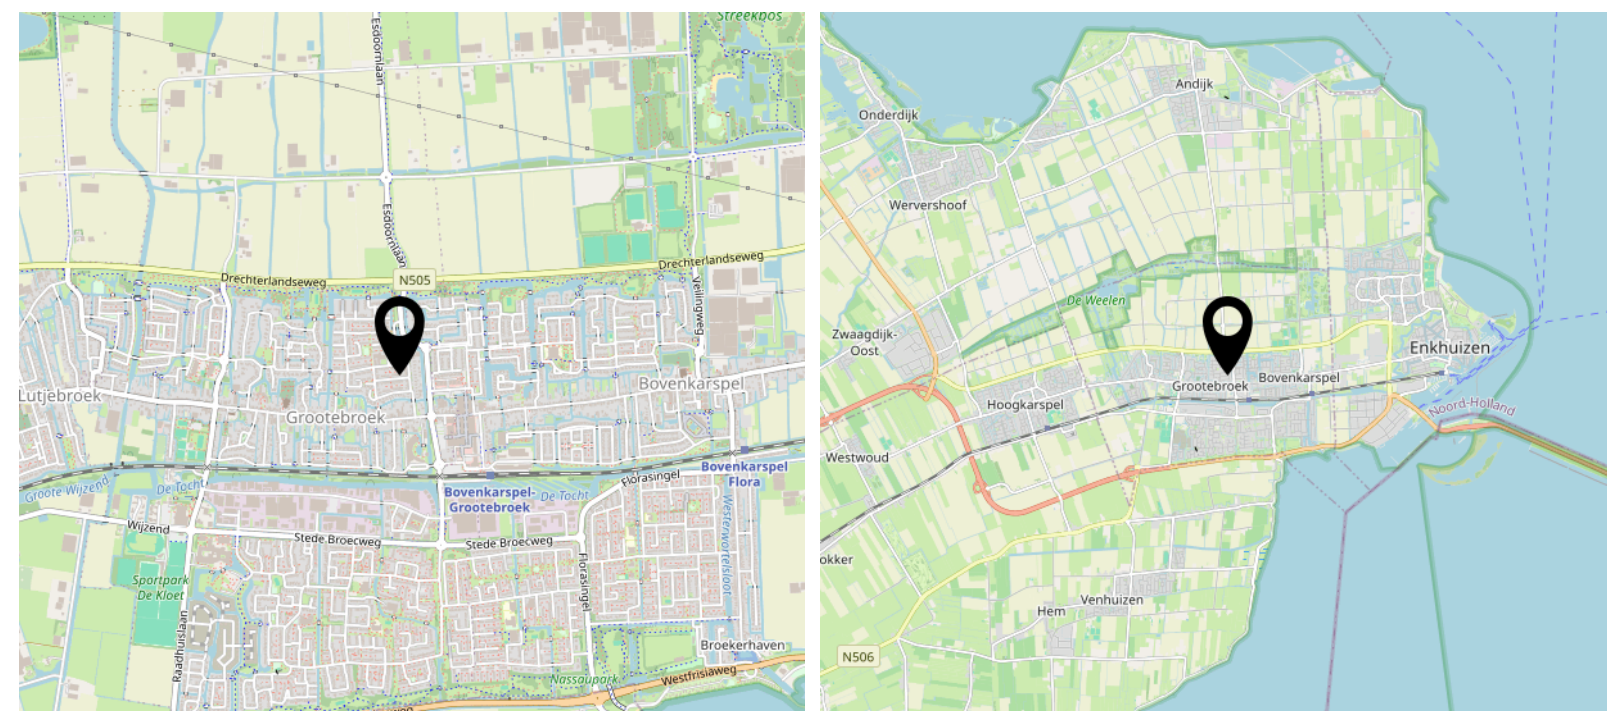 Streekbos
Esdoornlaan
Esdoornlaan
Drechterlandseweg
Drechterlandseweg
N505
Veilingweg
Lutjebroek
Grootebroek
Bovenkarspel
Bovenkarspel
Flora
Groote Wijzend
De Tocht
Bovenkarspel-
Grootebroek
De Tocht
Florasingel
Westerwortelsloot
Wijzend
Stede Broecweg
Stede Broecweg
Florasingel
Sportpark
De Kloet
Raadhuislaan
Broekerhaven
Nassaupark
Westfrisiaweg
weg
Andijk
Onderdijk
Wervershoof
De Weelen
Zwaagdijk-
Oost
Enkhuizen
Grootebroek
Bovenkarspel
Hoogkarspel
Noord-Holland
Westwoud
okker
Hem
Venhuizen
N506